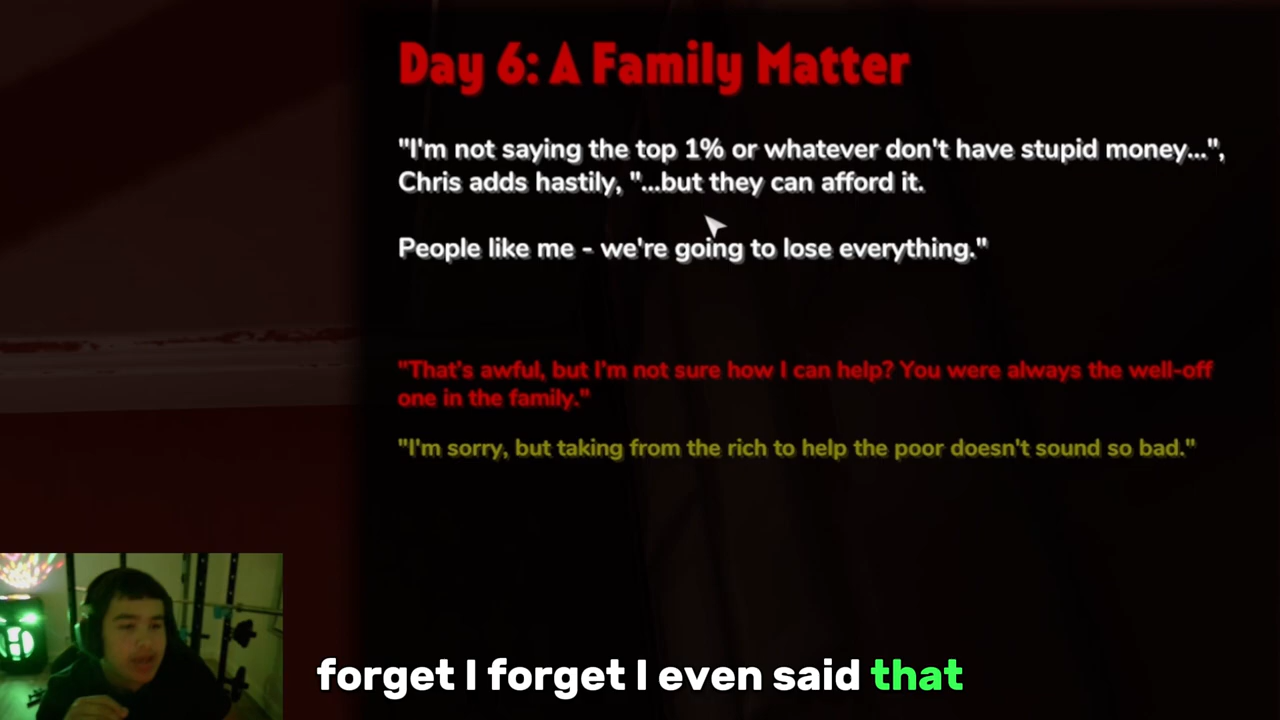 Day 6: A Family Matter
"I'm not saying the top 1% or whatever don't have stupid money...",
Chris adds hastily, "...but they can afford it.
People like me - we're going to lose everything."
"That's awful, but I'm not sure how I can help? You were always the well-off
one in the family."
"I'm sorry, but taking from the rich to help the poor doesn't sound so bad."
forget I forget I even said that